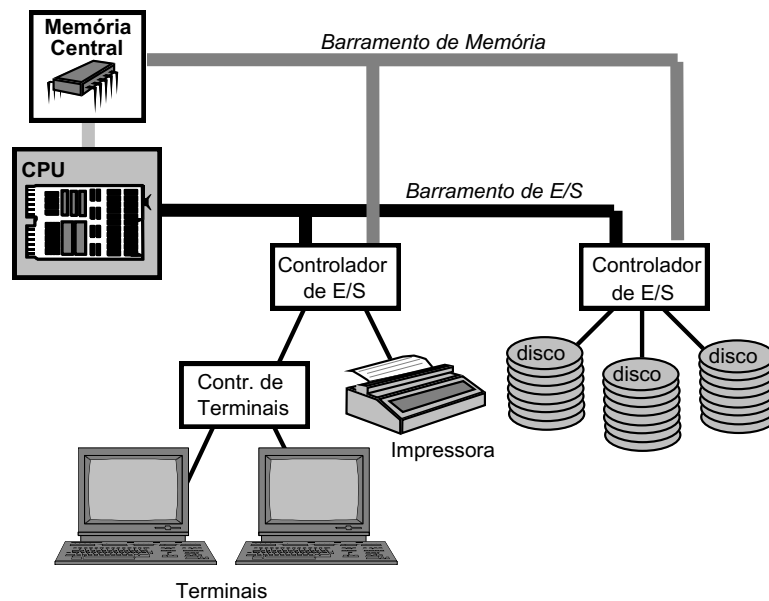 Memória
Central
Barramento de Memória
CPU
Barramento de E/S
Controlador
de E/S
Controlador
de E/S
disco
disco
disco
Contr. de
Terminais
Impressora
Terminais